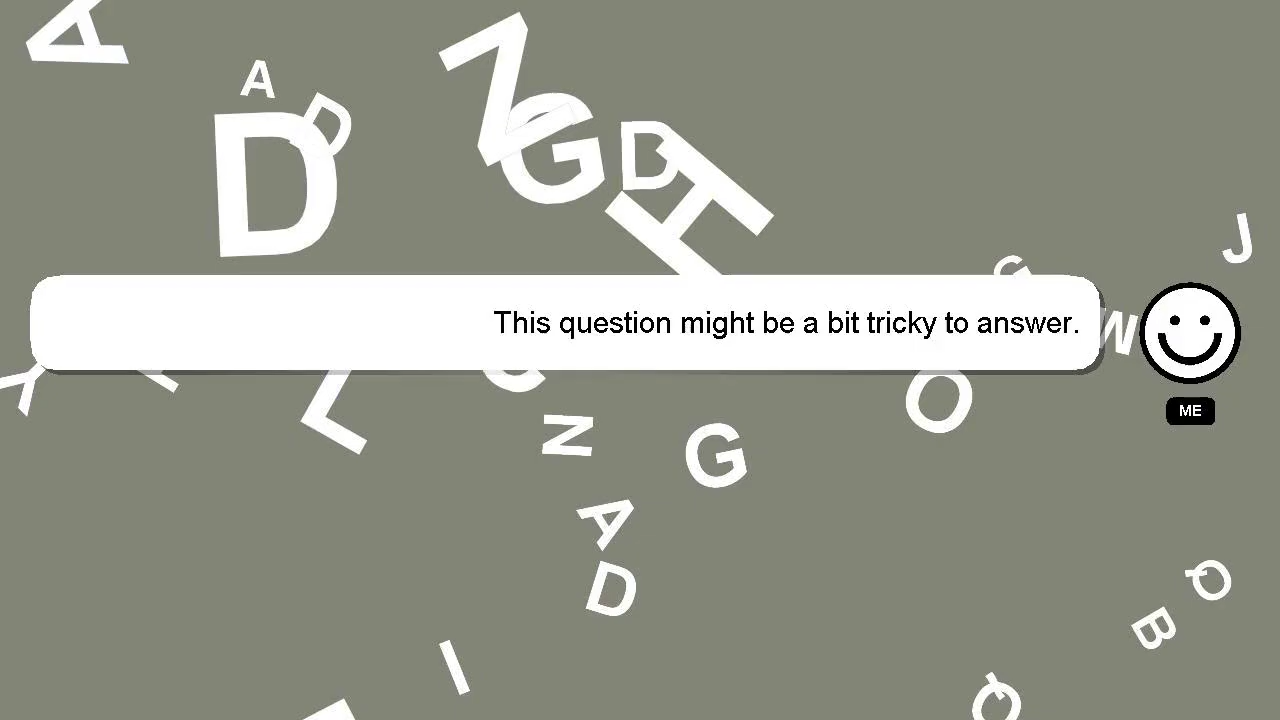 A
A
D
D
Z
G
D
H
J
G
This question might be a bit tricky to answer.
W
ME
Y
L
O
N
G
A
D
Q
B
I
Q